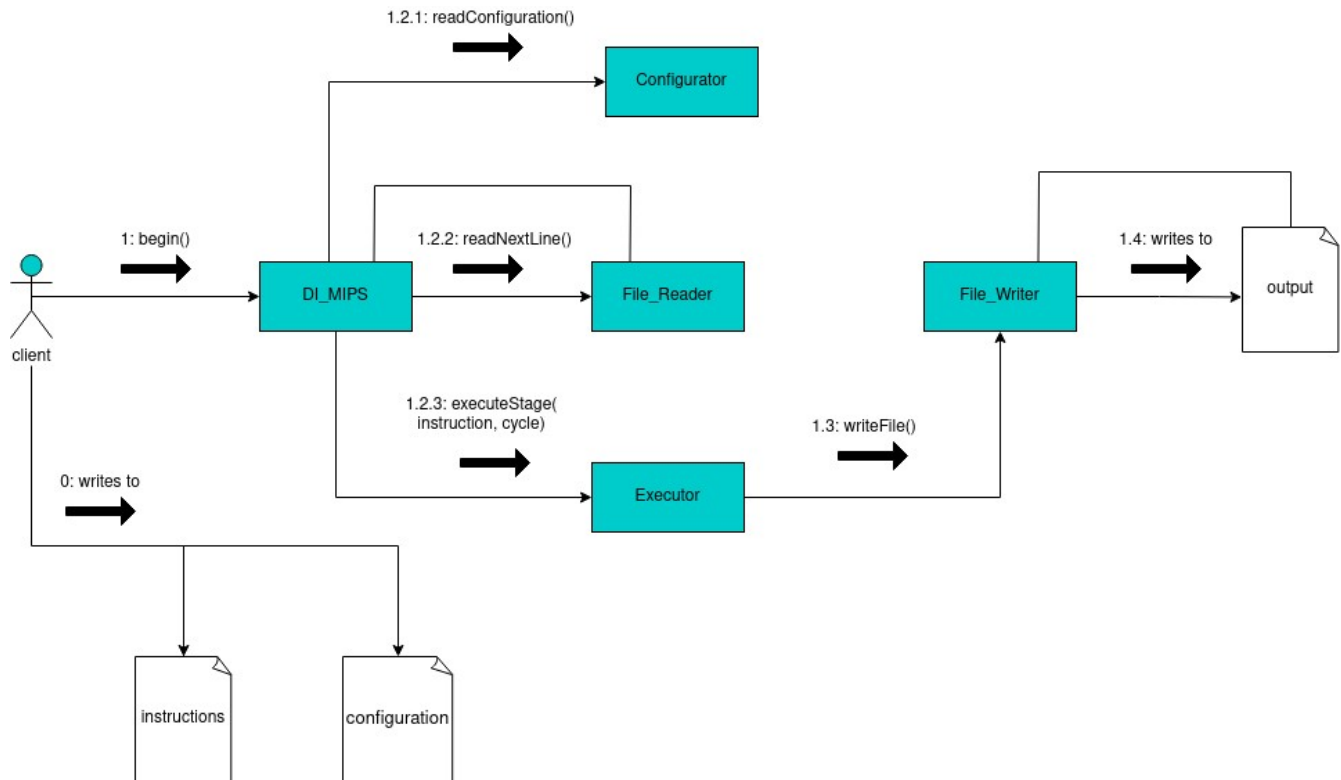 1.2.1: readConfiguration()
Configurator
1: begin()
1.2.2: readNextLine()
1.4: writes to
DI_MIPS
File_Reader
File_Writer
output
client
1.2.3: executeStage(
instruction, cycle)
1.3: writeFile()
0: writes to
Executor
instructions
configuration